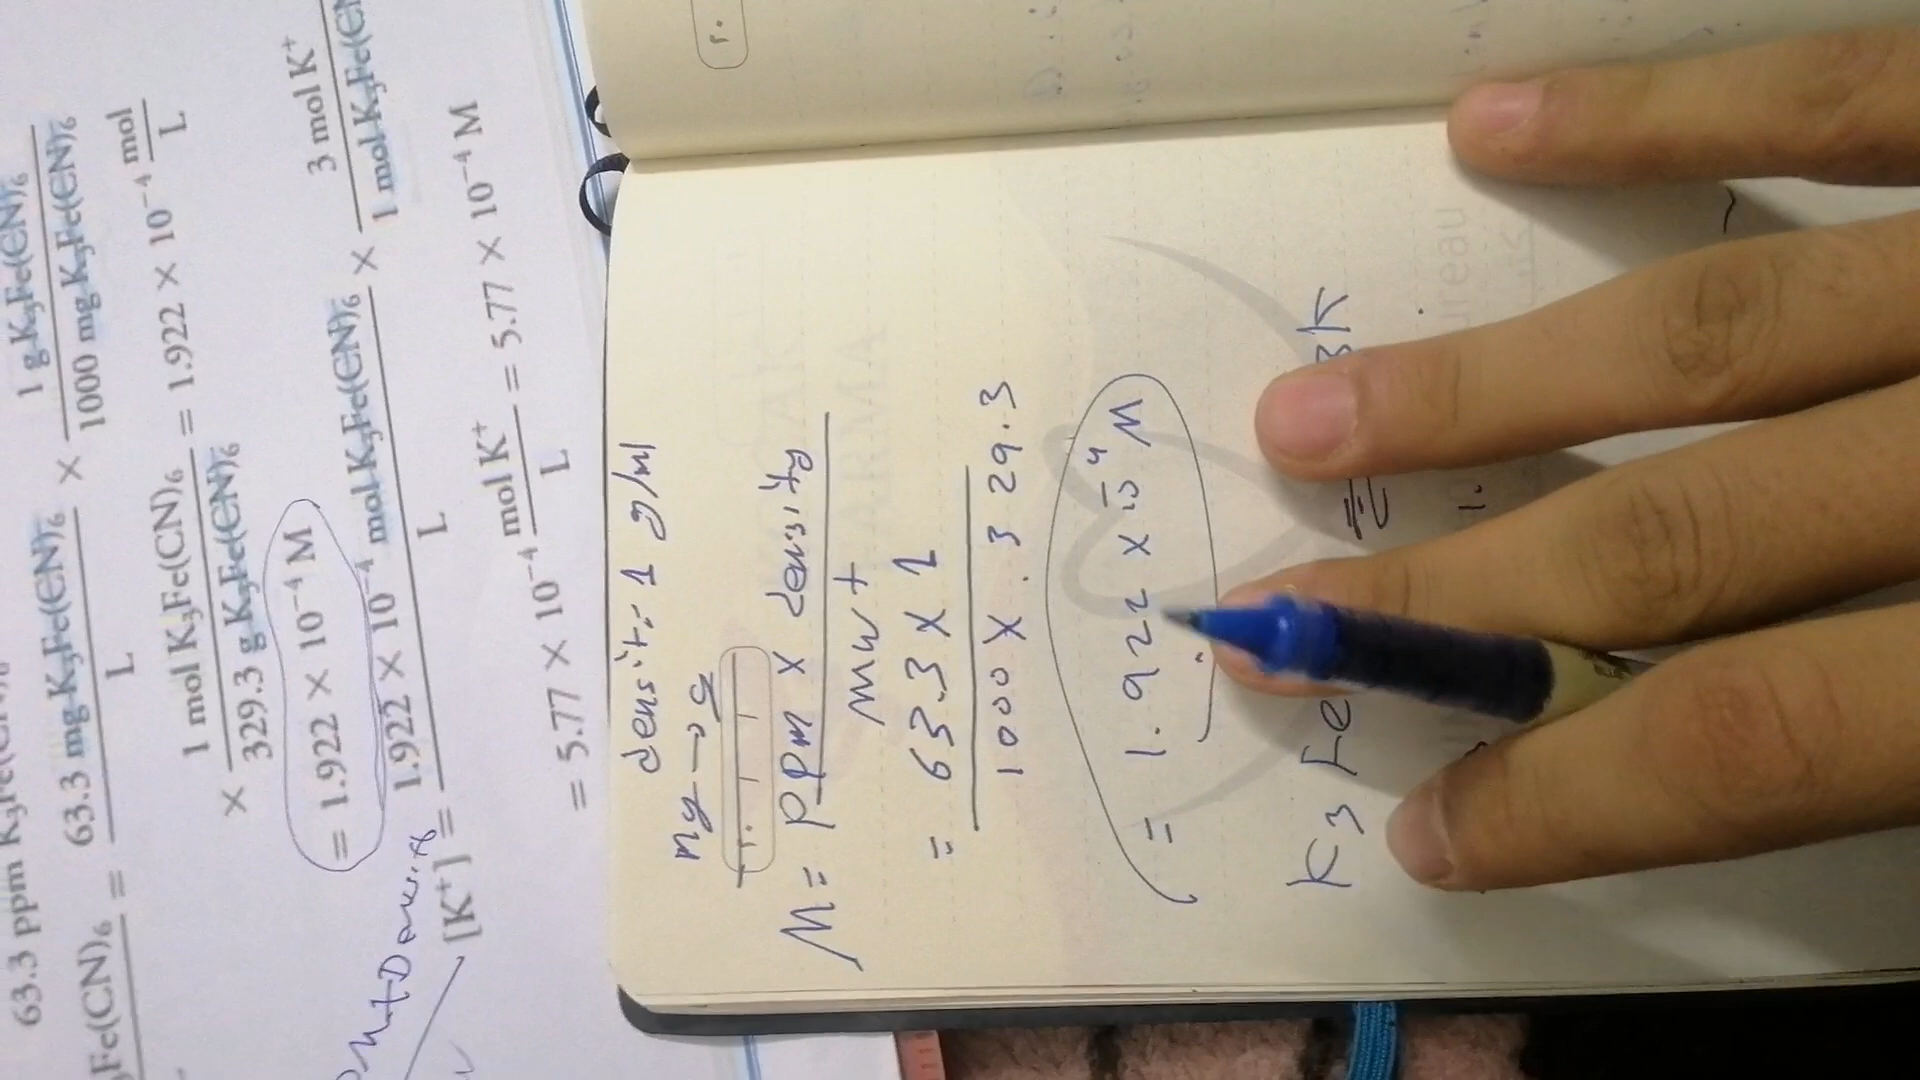 63.3 ppm K₃Fe(CN)₆
Fe(CN)₆ = 63.3 mg K₃Fe(CN)₆ / L × 1 g K₃Fe(CN)₆ / 1000 mg K₃Fe(CN)₆
× 1 mol K₃Fe(CN)₆ / 329.3 g K₃Fe(CN)₆ = 1.922 × 10⁻⁴ mol / L
= 1.922 × 10⁻⁴ M
[K⁺] = 1.922 × 10⁻⁴ mol K₃Fe(CN)₆ / L × 3 mol K⁺ / 1 mol K₃Fe(CN)₆
= 5.77 × 10⁻⁴ mol K⁺ / L = 5.77 × 10⁻⁴ M
densit: 1 g/ml
mg → g
M = ppm × density / mwt
= 63.3 × 1 / 1000 × 329.3
= 1.922 × 10⁻⁴ M
K3 Fe 3K